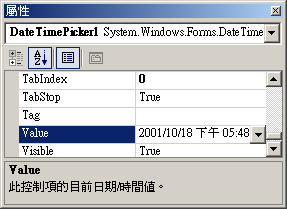 屬性
DateTimePicker1 System.Windows.Forms.DateTime
TabIndex 0
TabStop True
Tag
Value 2001/10/18 下午 05:48
Visible True
Value
此控制項的目前日期/時間值。